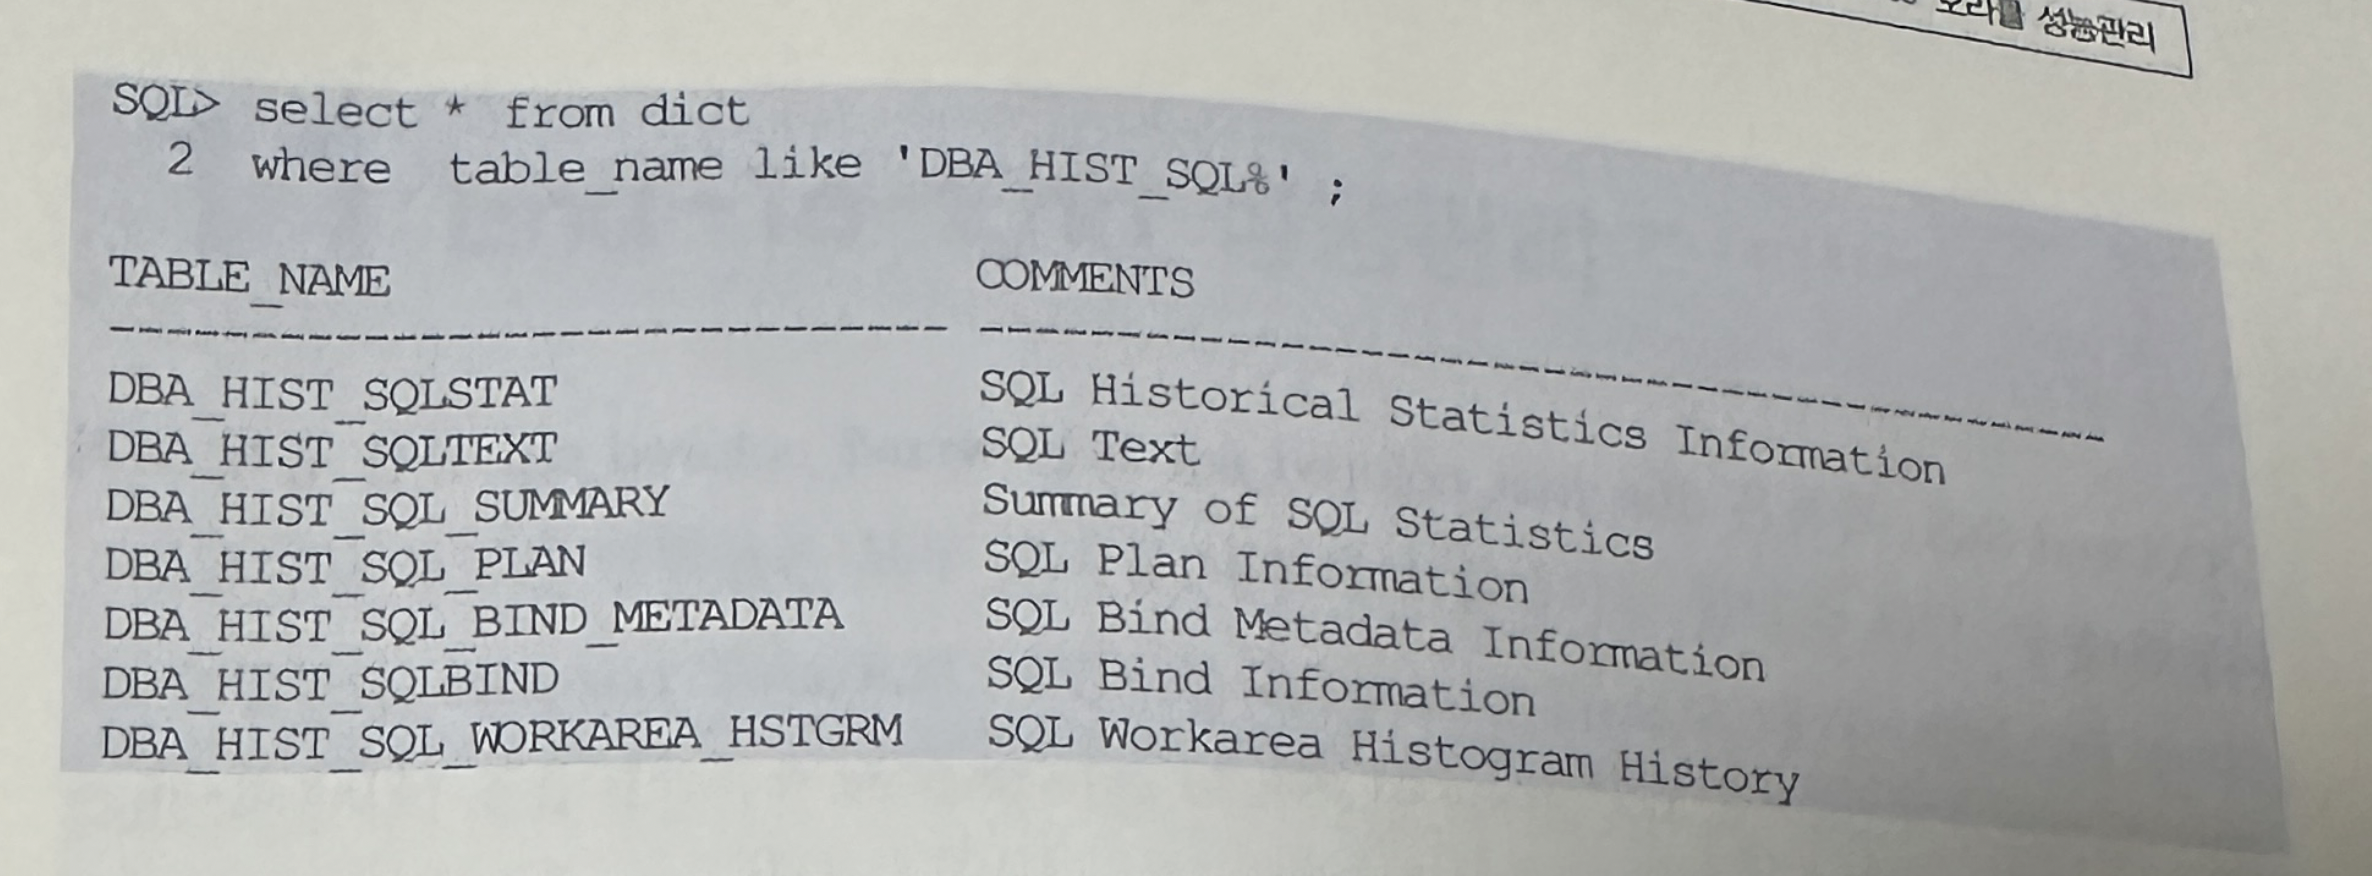 오라클 성능관리
SQL> select * from dict
2 where table_name like 'DBA_HIST_SQL%' ;
TABLE_NAME COMMENTS
-------------------------------- --------------------------------------------
DBA_HIST_SQLSTAT SQL Historical Statistics Information
DBA_HIST_SQLTEXT SQL Text
DBA_HIST_SQL_SUMMARY Summary of SQL Statistics
DBA_HIST_SQL_PLAN SQL Plan Information
DBA_HIST_SQL_BIND_METADATA SQL Bind Metadata Information
DBA_HIST_SQLBIND SQL Bind Information
DBA_HIST_SQL_WORKAREA_HSTGRM SQL Workarea Histogram History